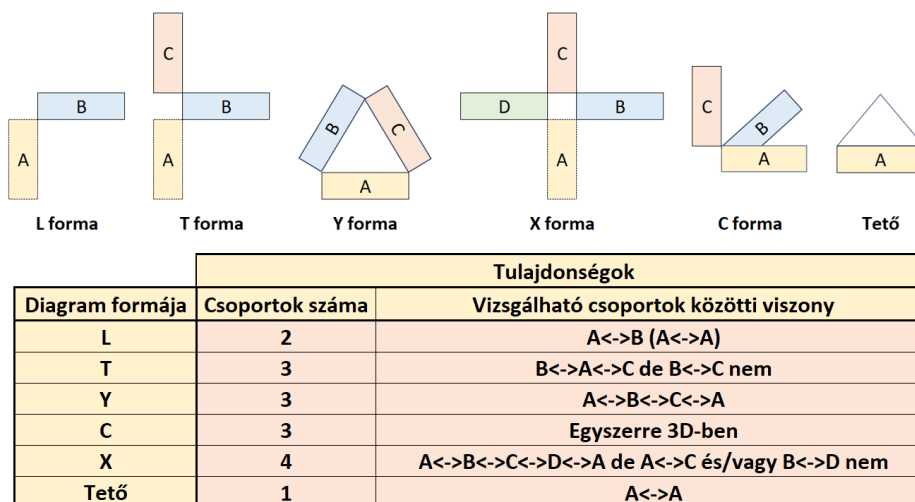 C
C
B
B
D
B
C
B
C
B
A
A
A
A
A
A
L forma
T forma
Y forma
X forma
C forma
Tető
Tulajdonságok
Diagram formája Csoportok száma Vizsgálható csoportok közötti viszony
L 2 A<->B (A<->A)
T 3 B<->A<->C de B<->C nem
Y 3 A<->B<->C<->A
C 3 Egyszerre 3D-ben
X 4 A<->B<->C<->D<->A de A<->C és/vagy B<->D nem
Tető 1 A<->A